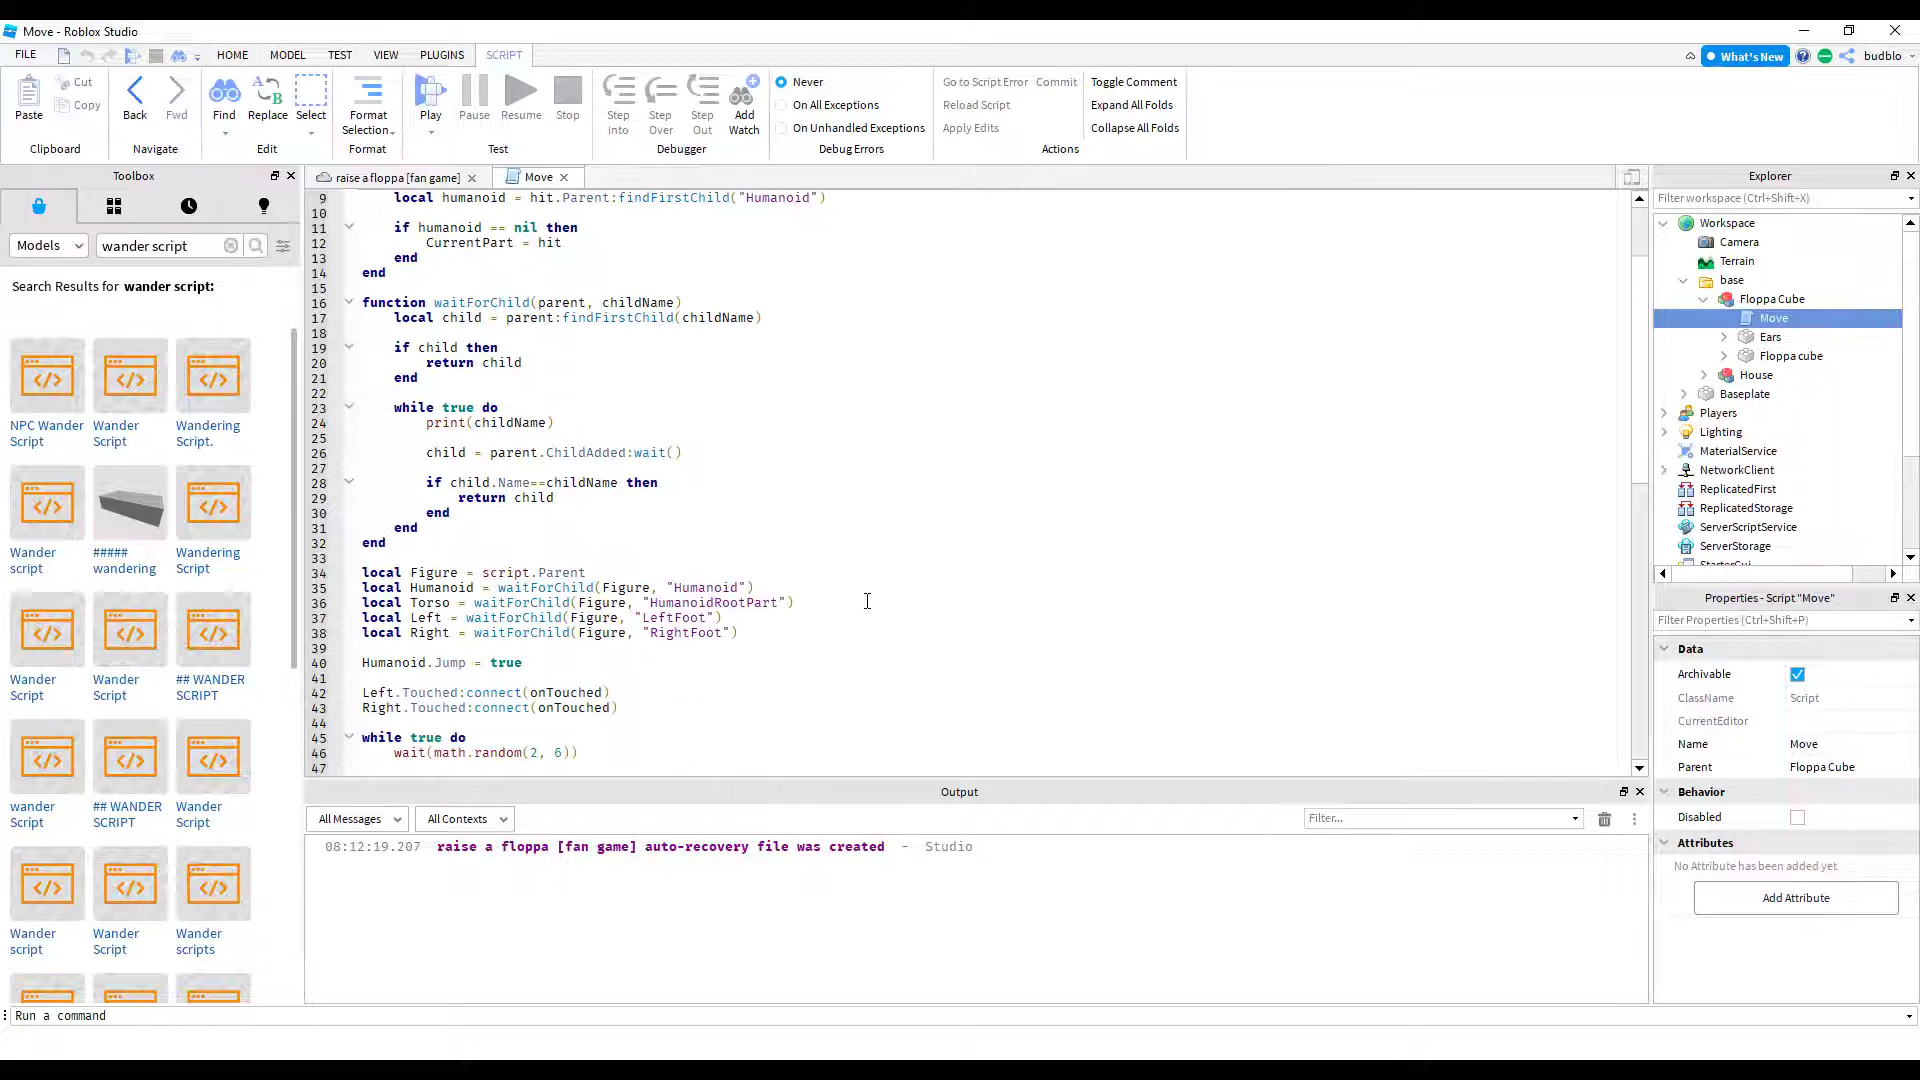 Move - Roblox Studio
FILE
HOME
MODEL
TEST
VIEW
PLUGINS
SCRIPT
What's New
budblo
Paste
Cut
Copy
Clipboard
Back
Fwd
Navigate
Find
Replace
Select
Edit
Format
Selection
Format
Play
Pause
Resume
Stop
Test
Step
Into
Step
Over
Step
Out
Add
Watch
Debugger
Never
On All Exceptions
On Unhandled Exceptions
Debug Errors
Go to Script Error
Commit
Reload Script
Apply Edits
Toggle Comment
Expand All Folds
Collapse All Folds
Actions
Toolbox
Models
wander script
Search Results for wander script:
NPC Wander Script
Wander Script
Wandering Script.
Wander script
##### wandering
Wandering Script
Wander Script
Wander Script
## WANDER SCRIPT
wander Script
## WANDER SCRIPT
Wander Script
Wander script
Wander Script
Wander scripts
raise a floppa [fan game]
Move
9 local humanoid = hit.Parent:findFirstChild("Humanoid")
10
11 if humanoid == nil then
12 CurrentPart = hit
13 end
14 end
15
16 function waitForChild(parent, childName)
17 local child = parent:findFirstChild(childName)
18
19 if child then
20 return child
21 end
22
23 while true do
24 print(childName)
25
26 child = parent.ChildAdded:wait()
27
28 if child.Name==childName then
29 return child
30 end
31 end
32 end
33
34 local Figure = script.Parent
35 local Humanoid = waitForChild(Figure, "Humanoid")
36 local Torso = waitForChild(Figure, "HumanoidRootPart")
37 local Left = waitForChild(Figure, "LeftFoot")
38 local Right = waitForChild(Figure, "RightFoot")
39
40 Humanoid.Jump = true
41
42 Left.Touched:connect(onTouched)
43 Right.Touched:connect(onTouched)
44
45 while true do
46 wait(math.random(2, 6))
47
Output
All Messages
All Contexts
Filter...
08:12:19.207 raise a floppa [fan game] auto-recovery file was created - Studio
Run a command
Explorer
Filter workspace (Ctrl+Shift+X)
Workspace
Camera
Terrain
base
Floppa Cube
Move
Ears
Floppa cube
House
Baseplate
Players
Lighting
MaterialService
NetworkClient
ReplicatedFirst
ReplicatedStorage
ServerScriptService
ServerStorage
StarterGui
Properties - Script "Move"
Filter Properties (Ctrl+Shift+P)
Data
Archivable
ClassName Script
CurrentEditor
Name Move
Parent Floppa Cube
Behavior
Disabled
Attributes
No Attribute has been added yet
Add Attribute